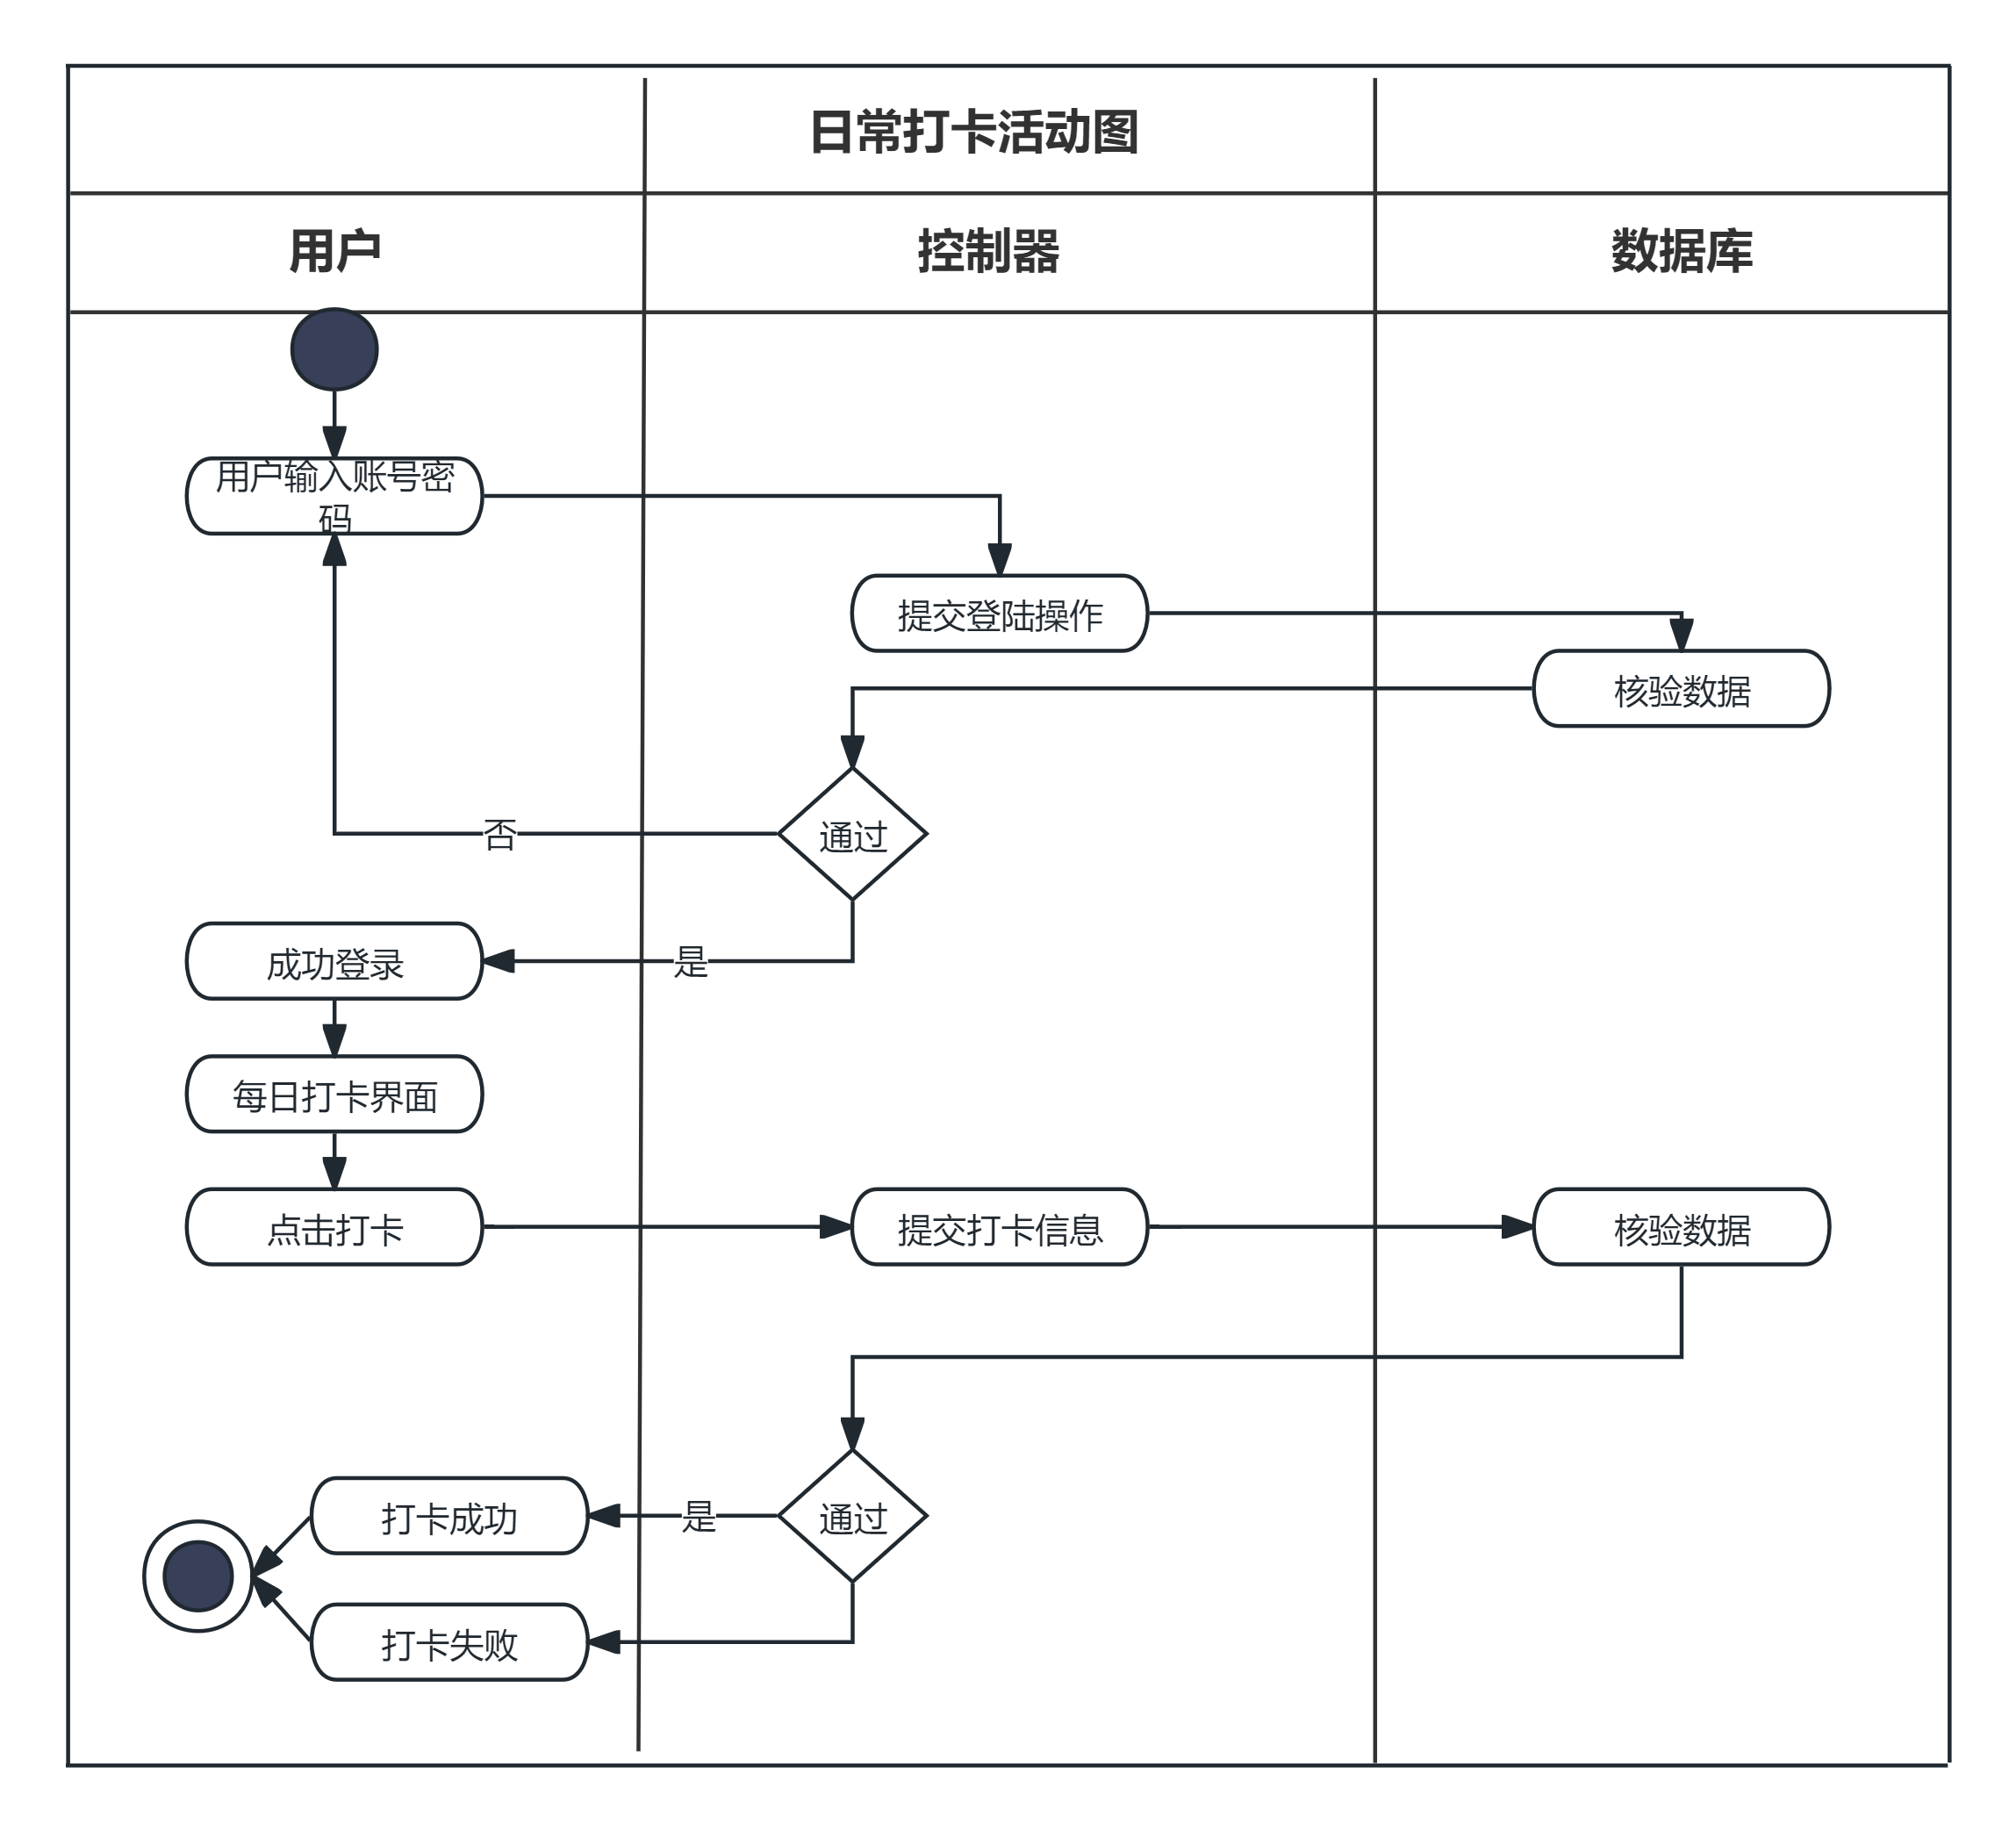 日常打卡活动图
用户
控制器
数据库
用户输入账号密
码
提交登陆操作
核验数据
通过
否
是
成功登录
每日打卡界面
点击打卡
提交打卡信息
核验数据
通过
是
打卡成功
打卡失败